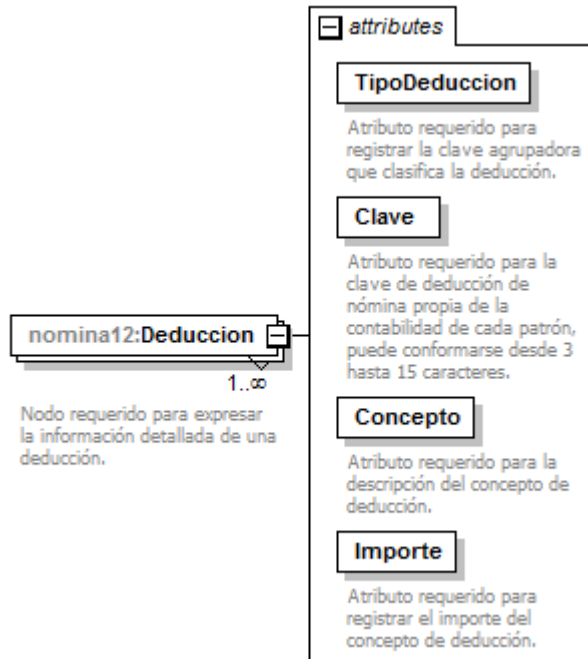 attributes
TipoDeduccion
Atributo requerido para
registrar la clave agrupadora
que clasifica la deducción.
Clave
Atributo requerido para la
clave de deducción de
nómina propia de la
contabilidad de cada patrón,
puede conformarse desde 3
hasta 15 caracteres.
nomina12:Deduccion
1..∞
Nodo requerido para expresar
la información detallada de una
deducción.
Concepto
Atributo requerido para la
descripción del concepto de
deducción.
Importe
Atributo requerido para
registrar el importe del
concepto de deducción.